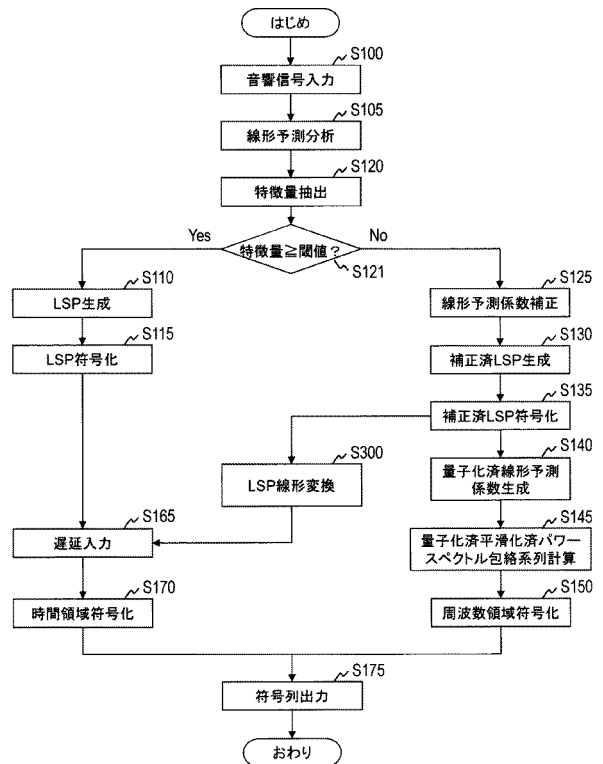 はじめ
S100
音響信号入力
S105
線形予測分析
S120
特徴量抽出
Yes
特徴量≧閾値?
No
S121
S110
LSP生成
S115
LSP符号化
S125
線形予測係数補正
S130
補正済LSP生成
S135
補正済LSP符号化
S300
LSP線形変換
S140
量子化済線形予測
係数生成
S165
遅延入力
S145
量子化済平滑化済パワー
スペクトル包絡系列計算
S170
時間領域符号化
S150
周波数領域符号化
S175
符号列出力
おわり